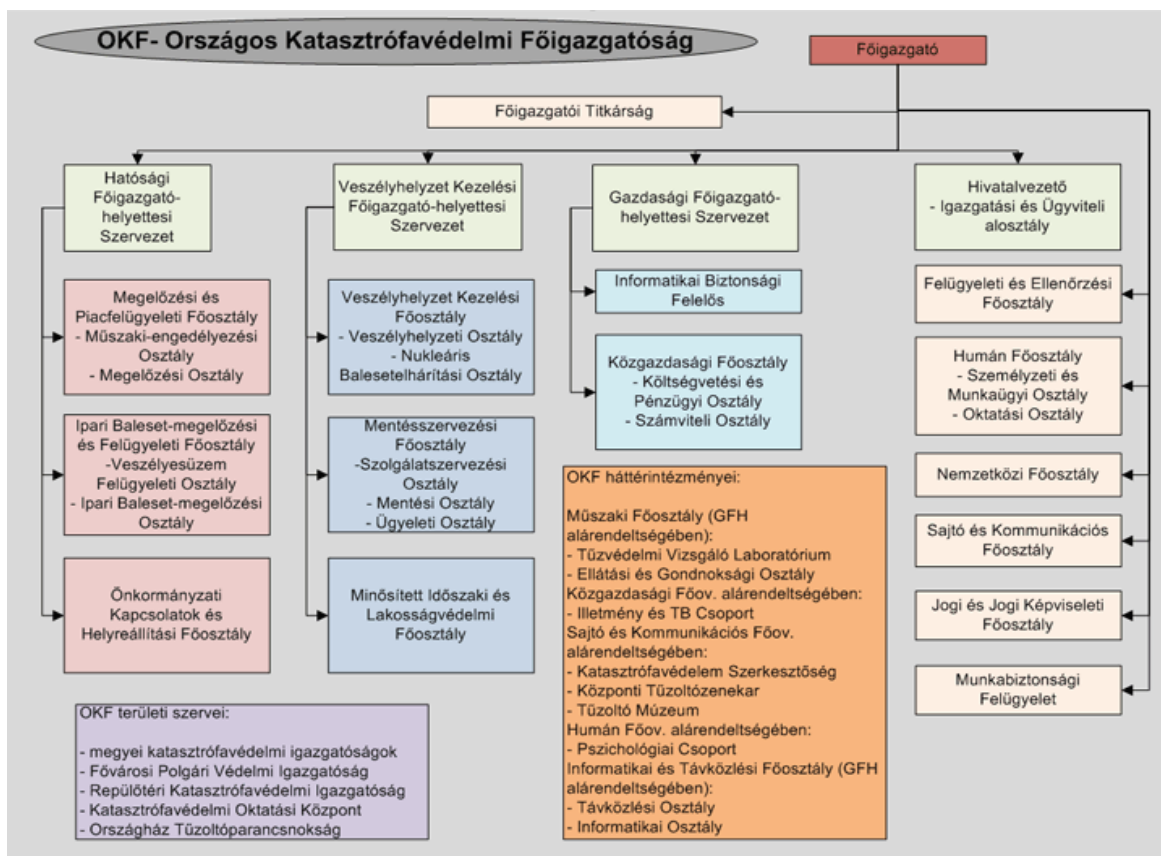 OKF- Országos Katasztrófavédelmi Főigazgatóság
Főigazgató
Főigazgatói Titkárság
Hatósági
Főigazgató-
helyettesi
Szervezet
Veszélyhelyzet Kezelési
Főigazgató-helyettesi
Szervezet
Gazdasági Főigazgató-
helyettesi Szervezet
Hivatalvezető
- Igazgatási és Ügyviteli
alosztály
Megelőzési és
Piacfelügyeleti Főosztály
- Műszaki-engedélyezési
Osztály
- Megelőzési Osztály
Ipari Baleset-megelőzési
és Felügyeleti Főosztály
-Veszélyesüzem
Felügyeleti Osztály
- Ipari Baleset-megelőzési
Osztály
Önkormányzati
Kapcsolatok és
Helyreállítási Főosztály
Veszélyhelyzet Kezelési
Főosztály
- Veszélyhelyzeti Osztály
- Nukleáris
Balesetelhárítási Osztály
Mentésszervezési
Főosztály
-Szolgálatszervezési
Osztály
- Mentési Osztály
- Ügyeleti Osztály
Minősített Időszaki és
Lakosságvédelmi
Főosztály
Informatikai Biztonsági
Felelős
Közgazdasági Főosztály
- Költségvetési és
Pénzügyi Osztály
- Számviteli Osztály
Felügyeleti és Ellenőrzési
Főosztály
Humán Főosztály
- Személyzeti és
Munkaügyi Osztály
- Oktatási Osztály
Nemzetközi Főosztály
Sajtó és Kommunikációs
Főosztály
Jogi és Jogi Képviseleti
Főosztály
Munkabiztonsági
Felügyelet
OKF háttérintézményei:
Műszaki Főosztály (GFH
alárendeltségében):
- Tűzvédelmi Vizsgáló Laboratórium
- Ellátási és Gondnoksági Osztály
Közgazdasági Főov. alárendeltségében:
- Illetmény és TB Csoport
Sajtó és Kommunikációs Főov.
alárendeltségében:
- Katasztrófavédelem Szerkesztőség
- Központi Tűzoltózenekar
- Tűzoltó Múzeum
Humán Főov. alárendeltségében:
- Pszichológiai Csoport
Informatikai és Távközlési Főosztály (GFH
alárendeltségében):
- Távközlési Osztály
- Informatikai Osztály
OKF területi szervei:
- megyei katasztrófavédelmi igazgatóságok
- Fővárosi Polgári Védelmi Igazgatóság
- Repülőtéri Katasztrófavédelmi Igazgatóság
- Katasztrófavédelmi Oktatási Központ
- Országház Tűzoltóparancsnokság